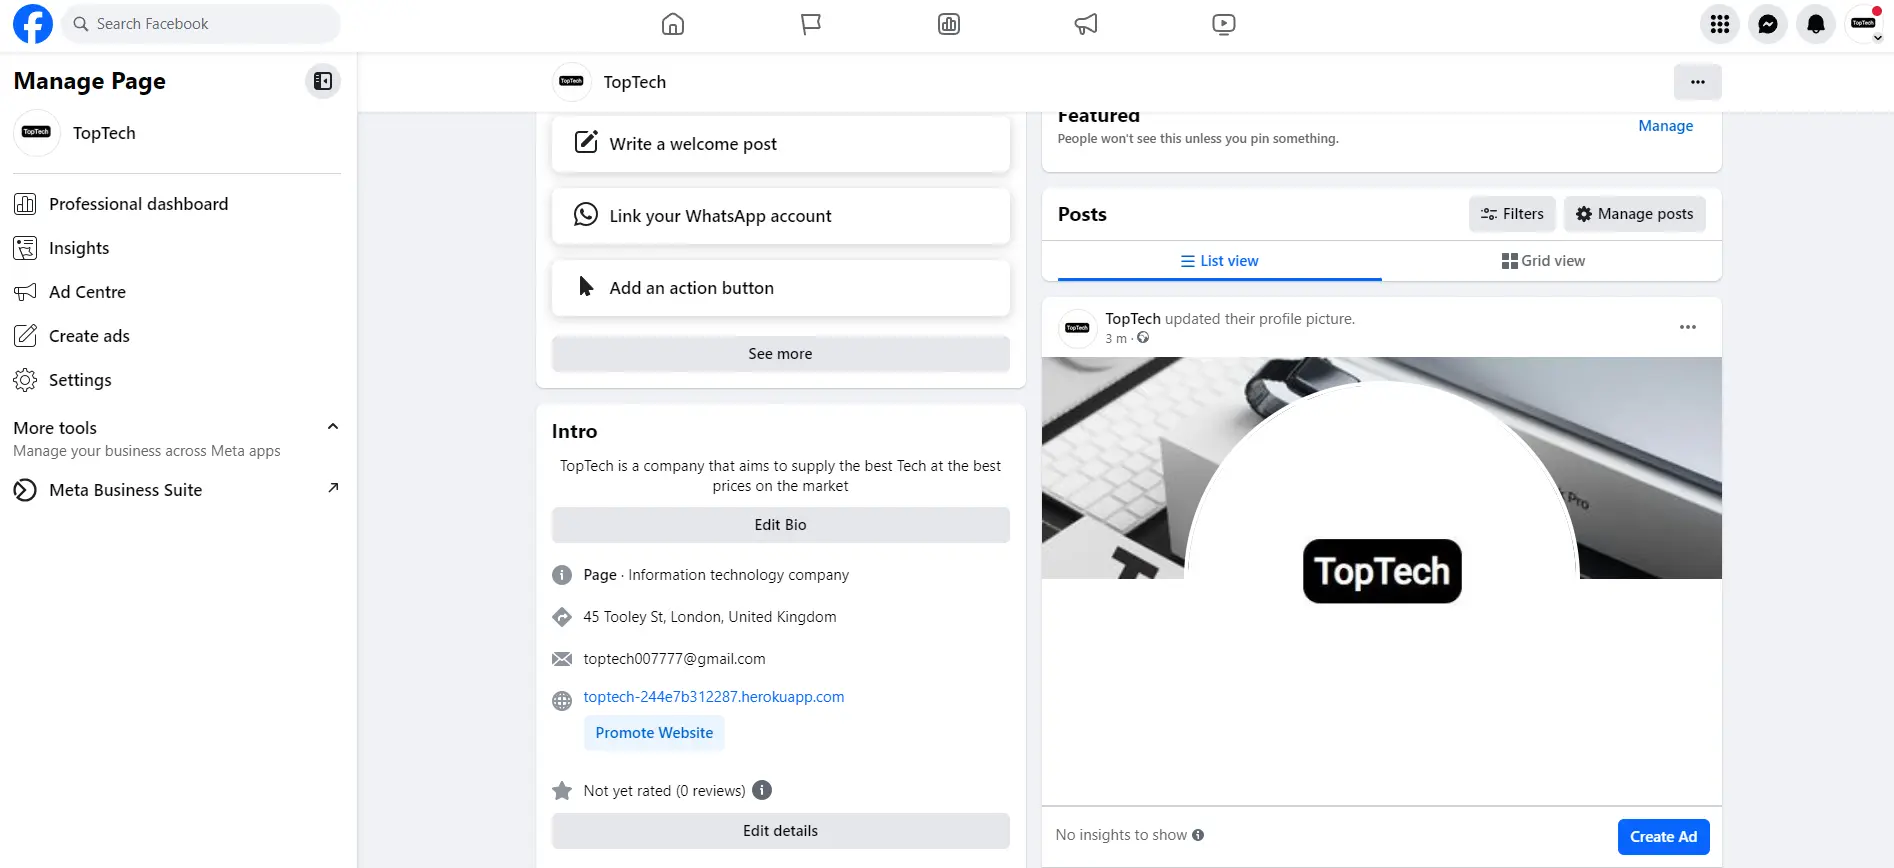 Search Facebook
TopTech
Manage Page
TopTech
Professional dashboard
Insights
Ad Centre
Create ads
Settings
More tools
Manage your business across Meta apps
Meta Business Suite
TopTech
TopTech
TopTech
Write a welcome post
Link your WhatsApp account
Add an action button
See more
Intro
TopTech is a company that aims to supply the best Tech at the best
prices on the market
Edit Bio
Page · Information technology company
45 Tooley St, London, United Kingdom
toptech007777@gmail.com
toptech-244e7b312287.herokuapp.com
Promote Website
Not yet rated (0 reviews)
Edit details
Featured
People won't see this unless you pin something.
Manage
Posts
Filters
Manage posts
List view
Grid view
TopTech
TopTech updated their profile picture.
3 m ·
Pro
TopTech
No insights to show
Create Ad